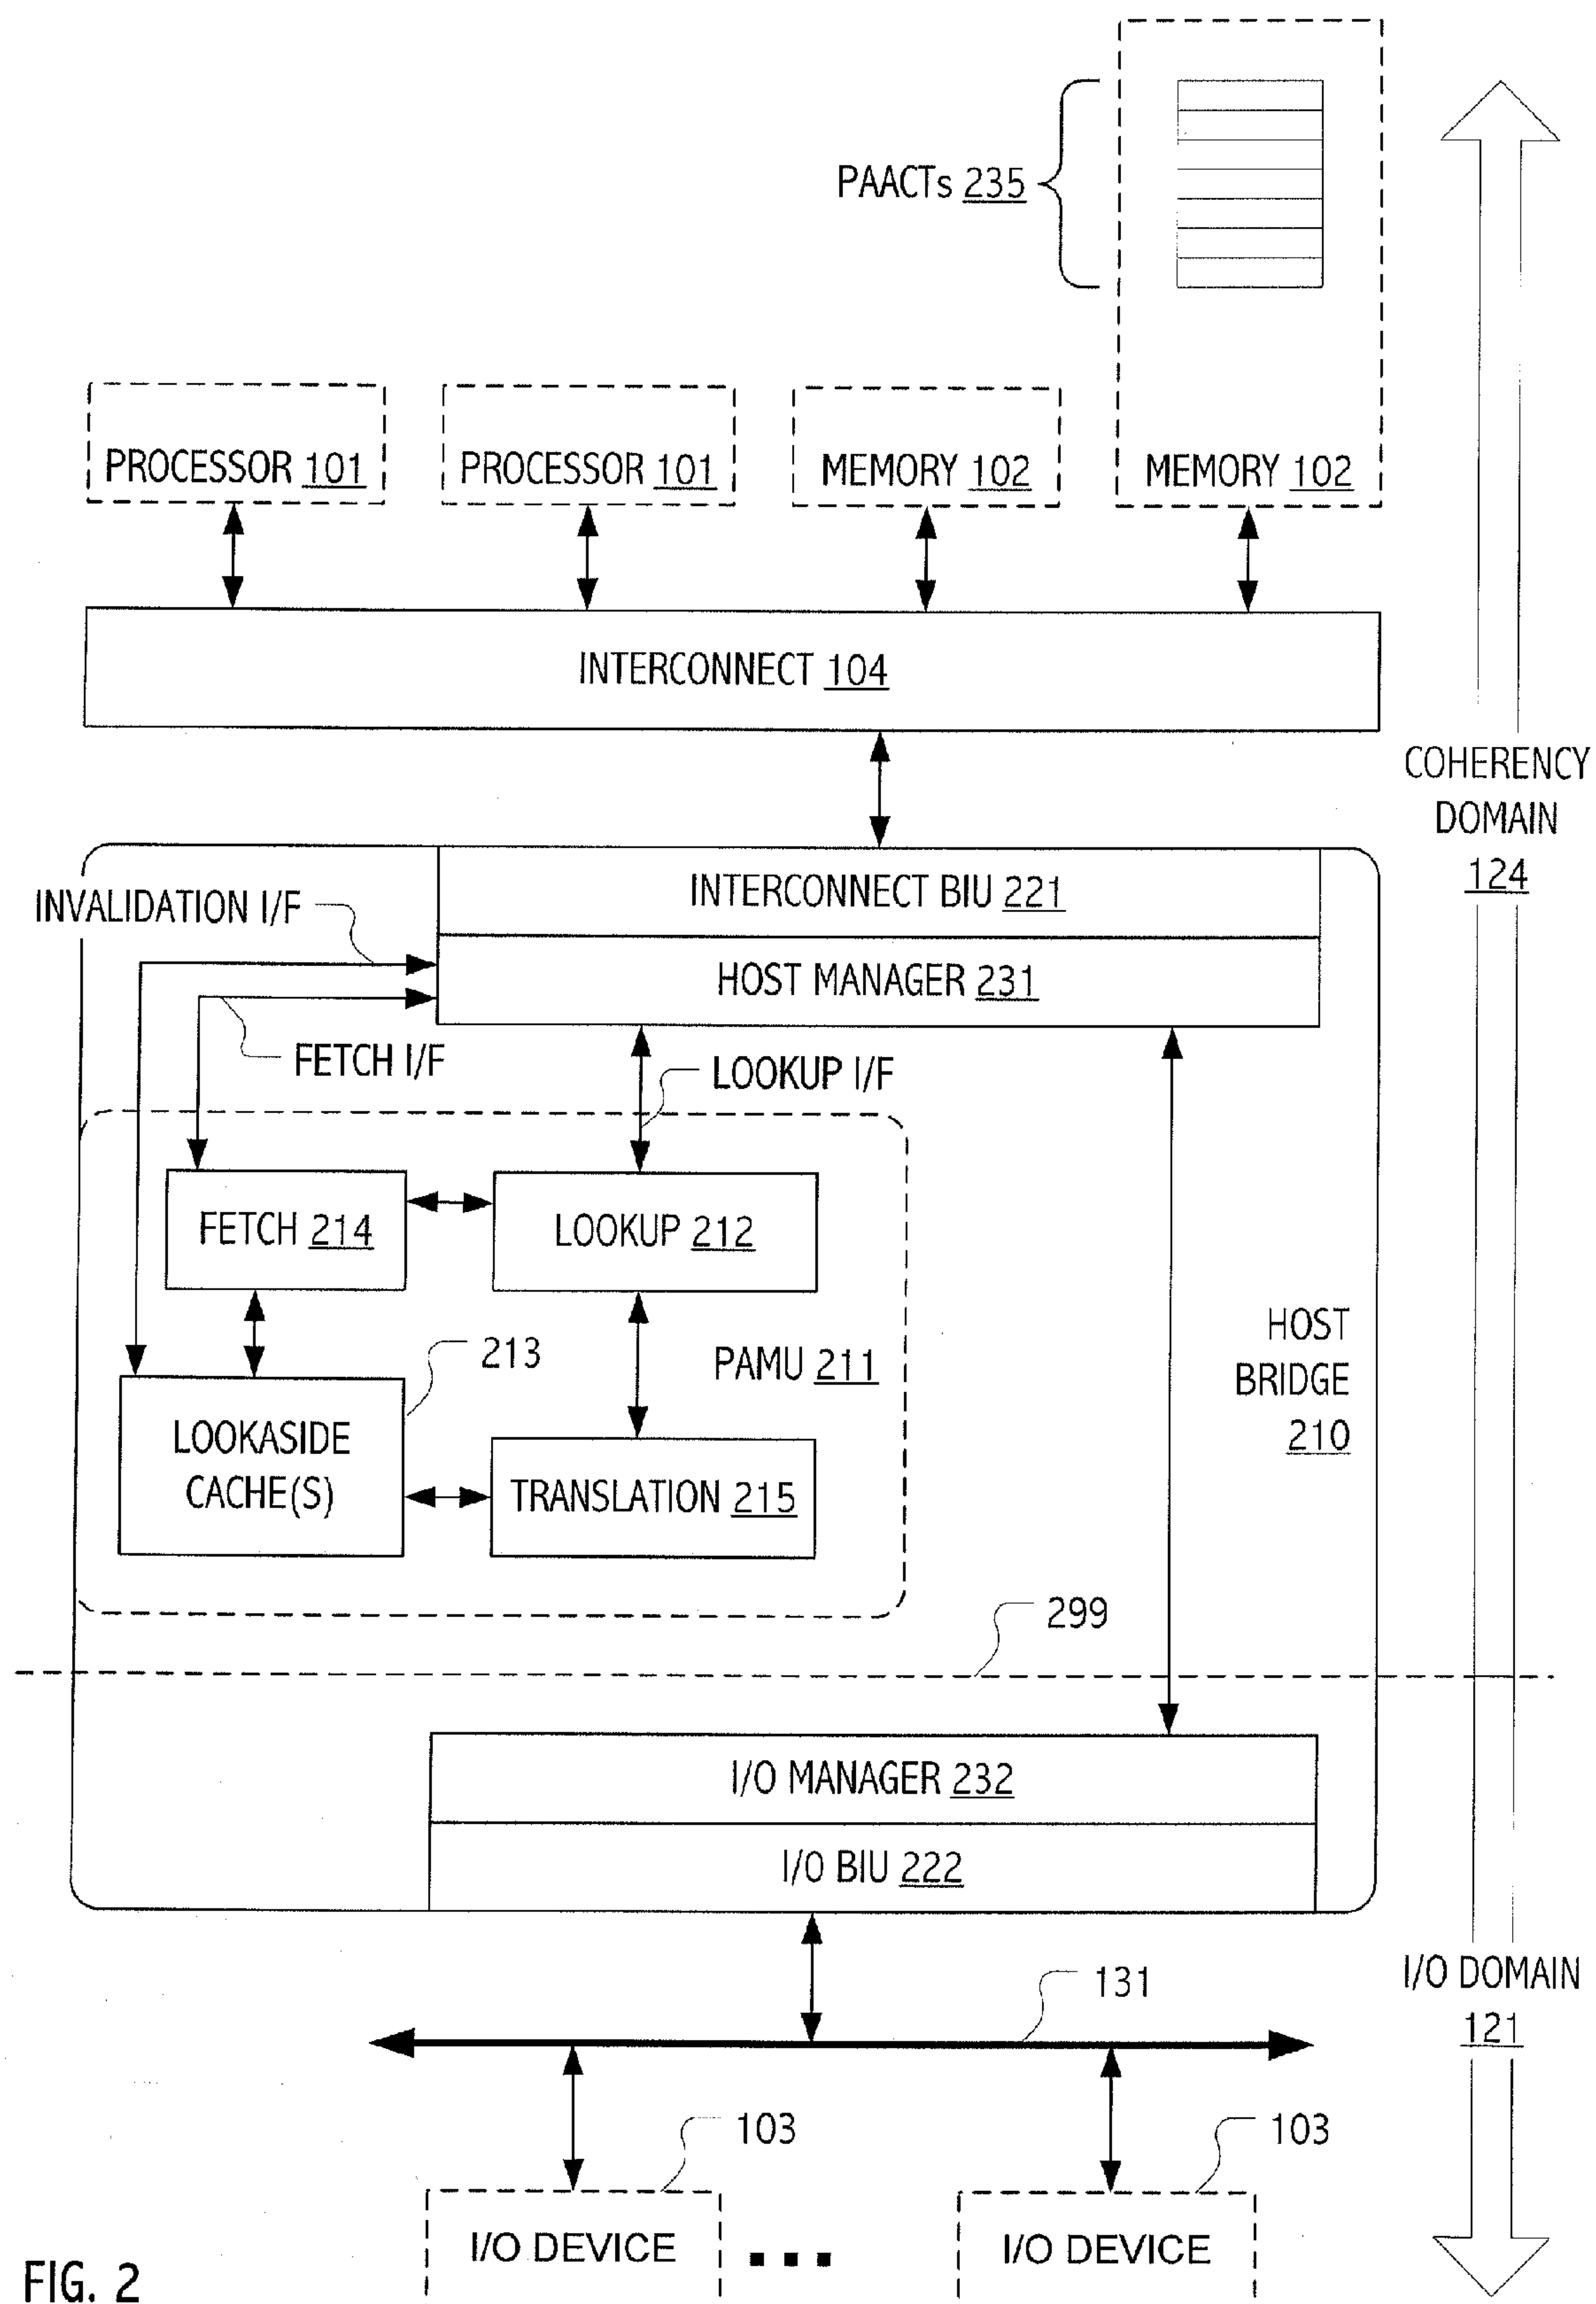 PAACTs 235
PROCESSOR 101
PROCESSOR 101
MEMORY 102
MEMORY 102
INTERCONNECT 104
COHERENCY
DOMAIN
124
INTERCONNECT BIU 221
INVALIDATION I/F
HOST MANAGER 231
FETCH I/F
LOOKUP I/F
FETCH 214
LOOKUP 212
213
PAMU 211
HOST
BRIDGE
210
LOOKASIDE
CACHE(S)
TRANSLATION 215
299
I/O MANAGER 232
I/O BIU 222
I/O DOMAIN
121
131
103
103
I/O DEVICE
I/O DEVICE
FIG. 2